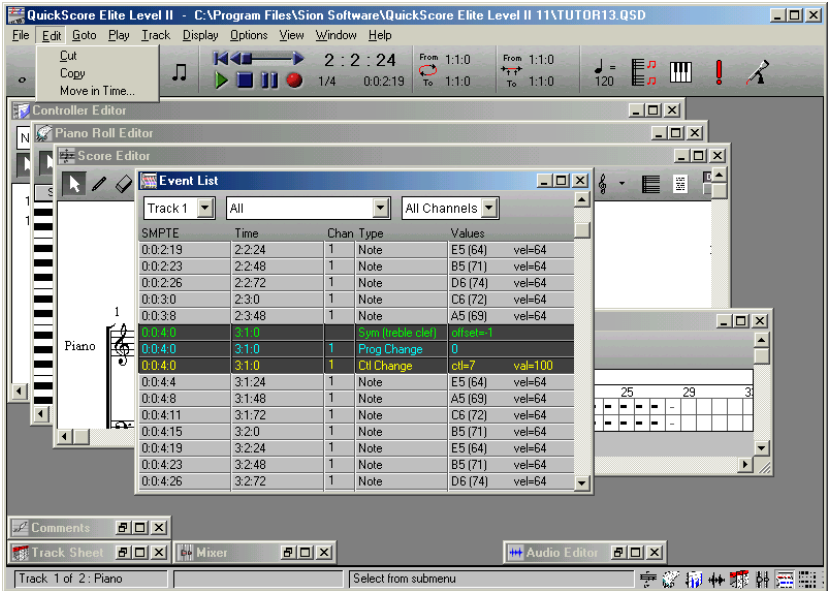 QuickScore Elite Level II - C:\Program Files\Sion Software\QuickScore Elite Level II 11\TUTOR13.QSD
File Edit Goto Play Track Display Options View Window Help
Cut
Copy
Move in Time...
2 : 2 : 24
1/4 0:0:2:19
From 1:1:0
To 1:1:0
From 1:1:0
To 1:1:0
= 120
Controller Editor
Piano Roll Editor
Score Editor
Event List
Track 1 All All Channels
SMPTE Time Chan Type Values
0:0:2:19 2:2:24 1 Note E5 (64) vel=64
0:0:2:23 2:2:48 1 Note B5 (71) vel=64
0:0:2:26 2:2:72 1 Note D6 (74) vel=64
0:0:3:0 2:3:0 1 Note C6 (72) vel=64
0:0:3:8 2:3:48 1 Note A5 (69) vel=64
0:0:4:0 3:1:0 Sym (treble clef) offset=-1
0:0:4:0 3:1:0 1 Prog Change 0
0:0:4:0 3:1:0 1 Ctl Change ctl=7 val=100
0:0:4:4 3:1:24 1 Note E5 (64) vel=64
0:0:4:8 3:1:48 1 Note A5 (69) vel=64
0:0:4:11 3:1:72 1 Note C6 (72) vel=64
0:0:4:15 3:2:0 1 Note B5 (71) vel=64
0:0:4:19 3:2:24 1 Note E5 (64) vel=64
0:0:4:23 3:2:48 1 Note B5 (71) vel=64
0:0:4:26 3:2:72 1 Note D6 (74) vel=64
1
Piano
25 29
Comments
Track Sheet
Mixer
Audio Editor
Track 1 of 2: Piano
Select from submenu